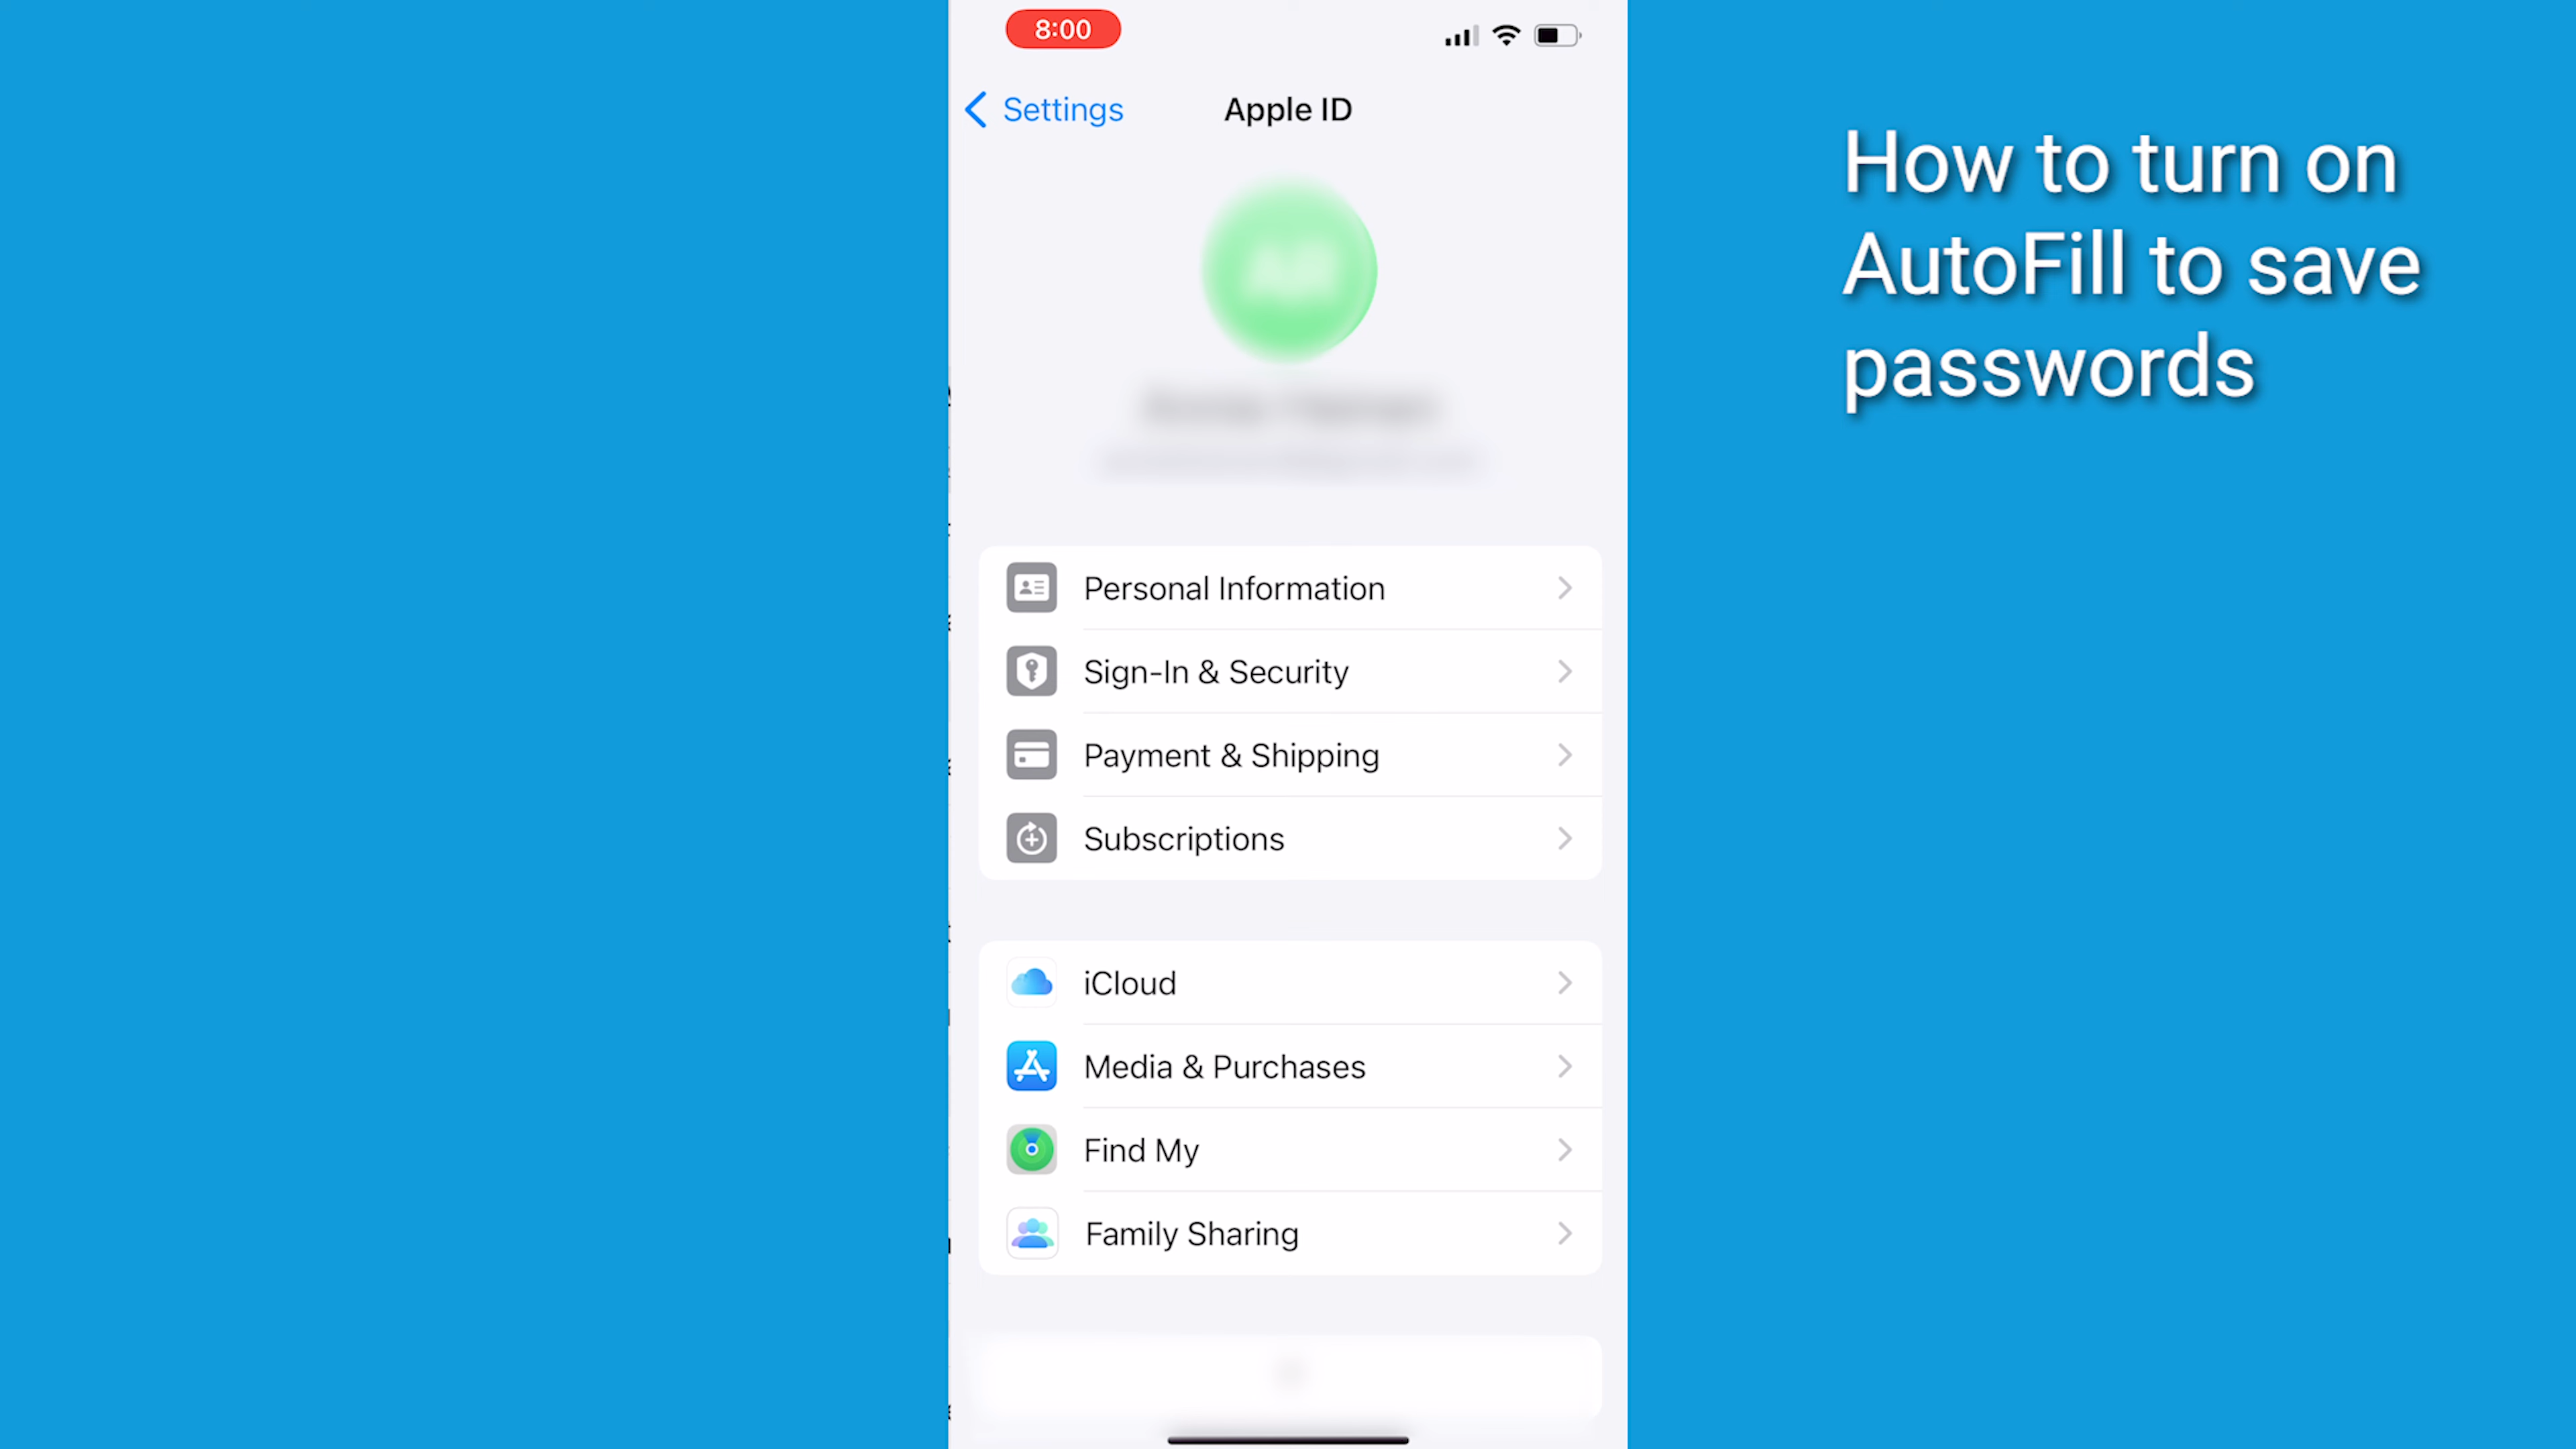 8:00
Settings
Apple ID
How to turn on
AutoFill to save
passwords
Personal Information
Sign-In & Security
Payment & Shipping
Subscriptions
iCloud
Media & Purchases
Find My
Family Sharing